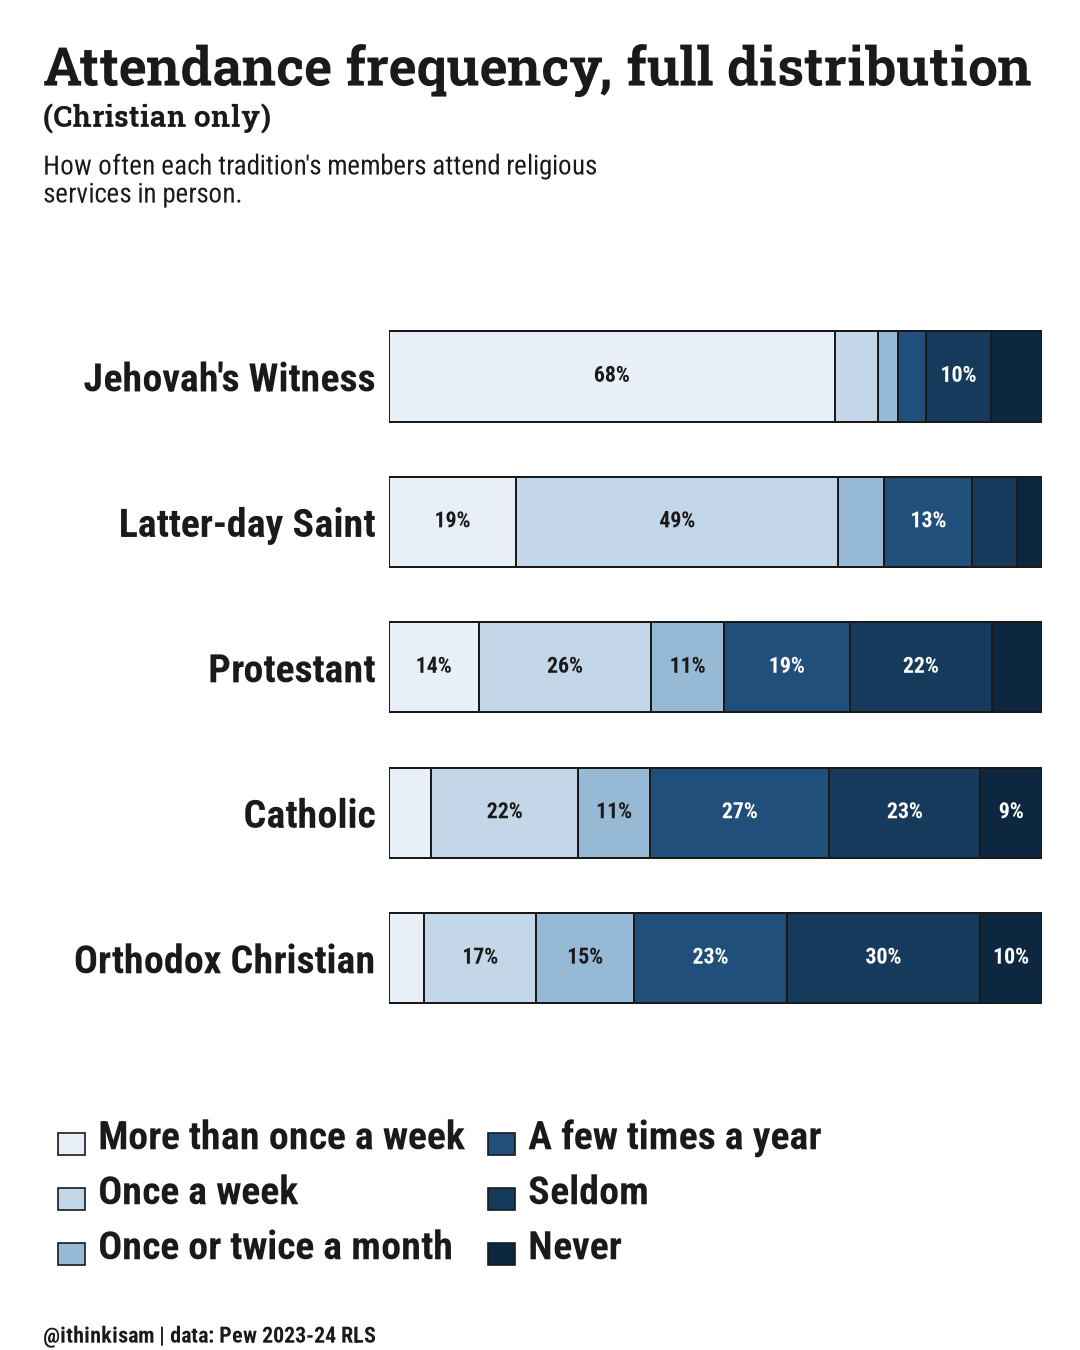 Attendance frequency, full distribution
(Christian only)
How often each tradition's members attend religious
services in person.
Jehovah's Witness 68% 10%
Latter-day Saint 19% 49% 13%
Protestant 14% 26% 11% 19% 22%
Catholic 22% 11% 27% 23% 9%
Orthodox Christian 17% 15% 23% 30% 10%
More than once a week A few times a year
Once a week Seldom
Once or twice a month Never
@ithinkisam | data: Pew 2023-24 RLS